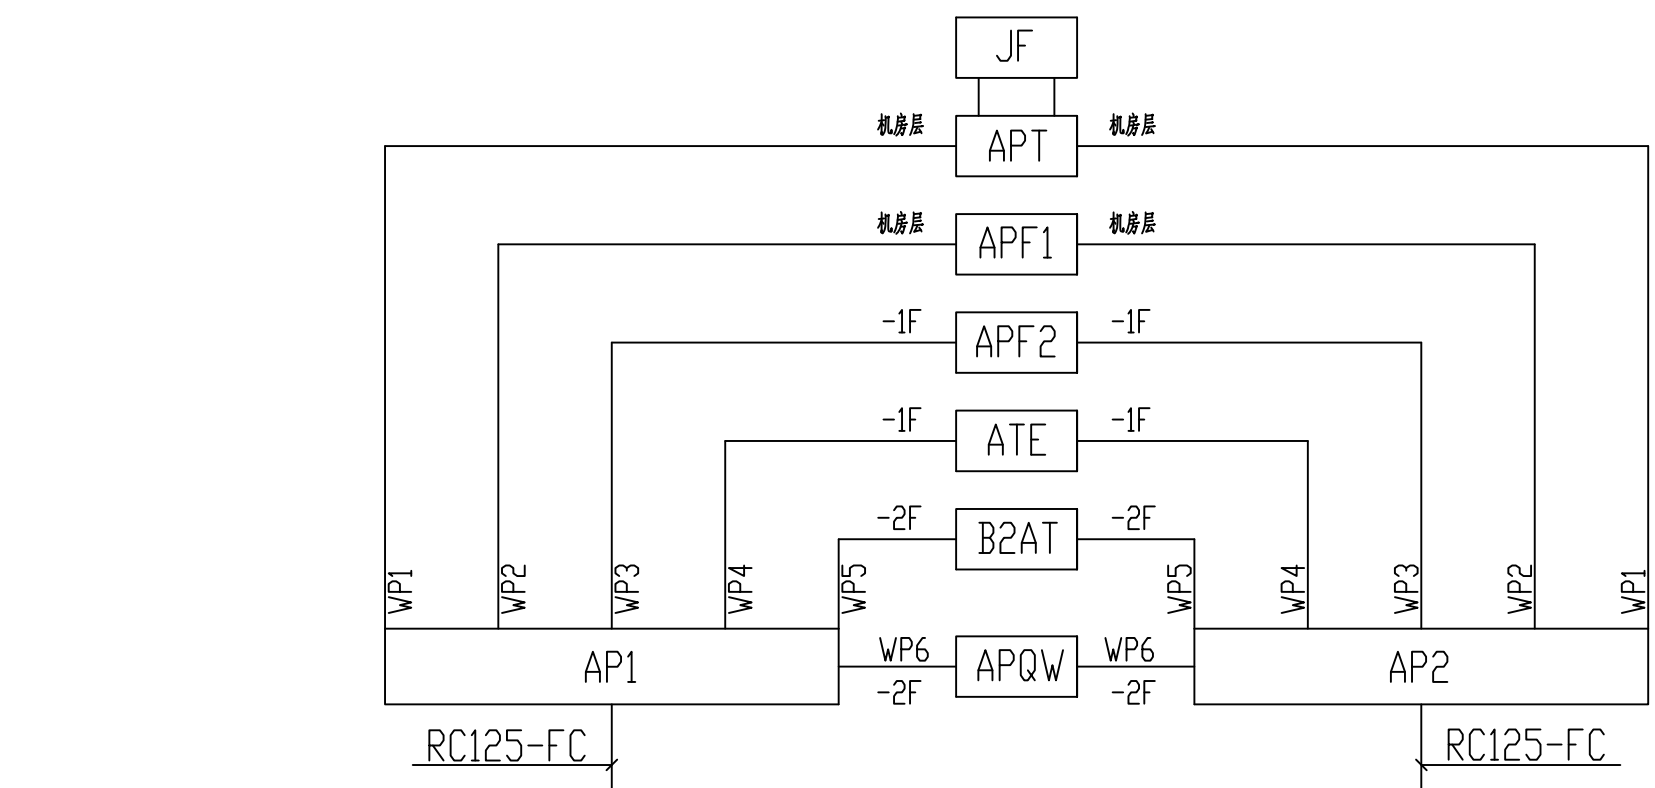 JF
机房层 APT 机房层
机房层 APF1 机房层
-1F APF2 -1F
-1F ATE -1F
-2F B2AT -2F
WP1 WP2 WP3 WP4 WP5 WP5 WP4 WP3 WP2 WP1
WP6 APQW WP6
AP1 AP2
-2F -2F
RC125-FC RC125-FC